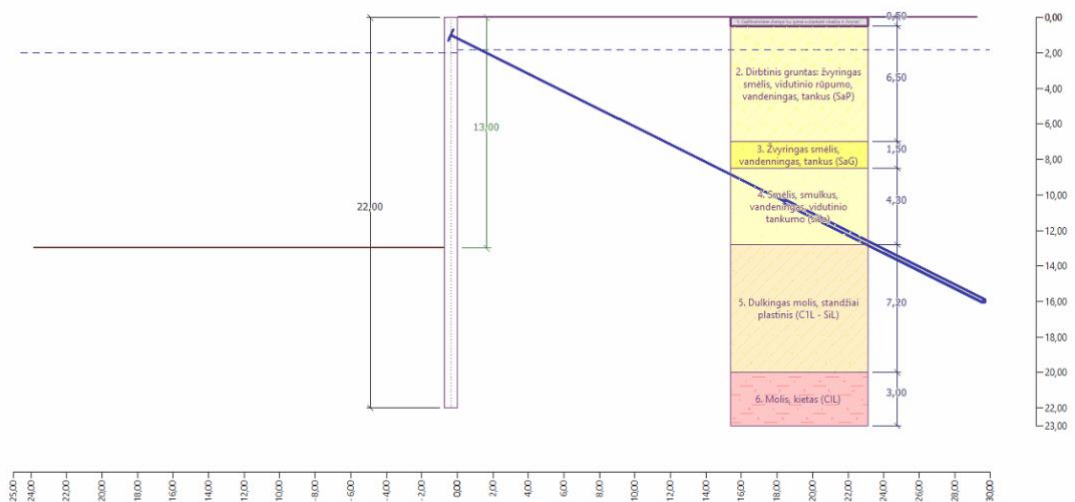 0,50
6,50
1,50
4,30
7,20
3,00
2. Dirbtinis gruntas: žvyringas
smėlis, vidutinio rūpumo,
vandeningas, tankus (SaP)
3. Žvyringas smėlis,
vandenningas, tankus (SaG)
4. Smėlis, smulkus,
vandeningas, vidutinio
tankumo
5. Dulkingas molis, standžiai
plastinis (C1L - SiL)
6. Molis, kietas (CIL)
13,00
22,00
0,00
2,00
4,00
6,00
8,00
10,00
12,00
14,00
16,00
18,00
20,00
22,00
23,00
25,00 -24,00 -22,00 -20,00 -18,00 -16,00 -14,00 -12,00 -10,00 -8,00 -6,00 -4,00 -2,00 0,00 2,00 4,00 6,00 8,00 10,00 12,00 14,00 16,00 18,00 20,00 22,00 24,00 26,00 28,00 30,00